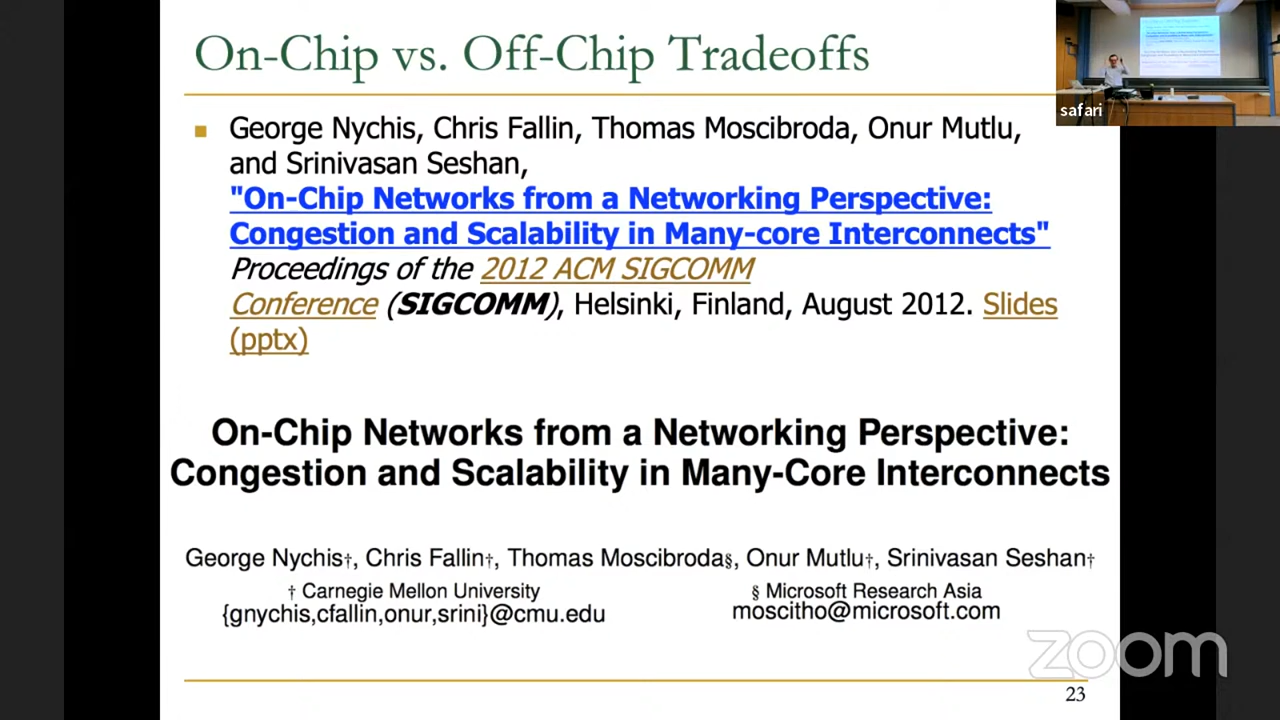 On-Chip vs. Off-Chip Tradeoffs
safari
George Nychis, Chris Fallin, Thomas Moscibroda, Onur Mutlu,
and Srinivasan Seshan,
"On-Chip Networks from a Networking Perspective:
Congestion and Scalability in Many-core Interconnects"
Proceedings of the 2012 ACM SIGCOMM
Conference (SIGCOMM), Helsinki, Finland, August 2012. Slides
(pptx)
On-Chip Networks from a Networking Perspective:
Congestion and Scalability in Many-Core Interconnects
George Nychis†, Chris Fallin†, Thomas Moscibroda§, Onur Mutlu†, Srinivasan Seshan†
† Carnegie Mellon University
{gnychis,cfallin,onur,srini}@cmu.edu
§ Microsoft Research Asia
moscitho@microsoft.com
zoom
23